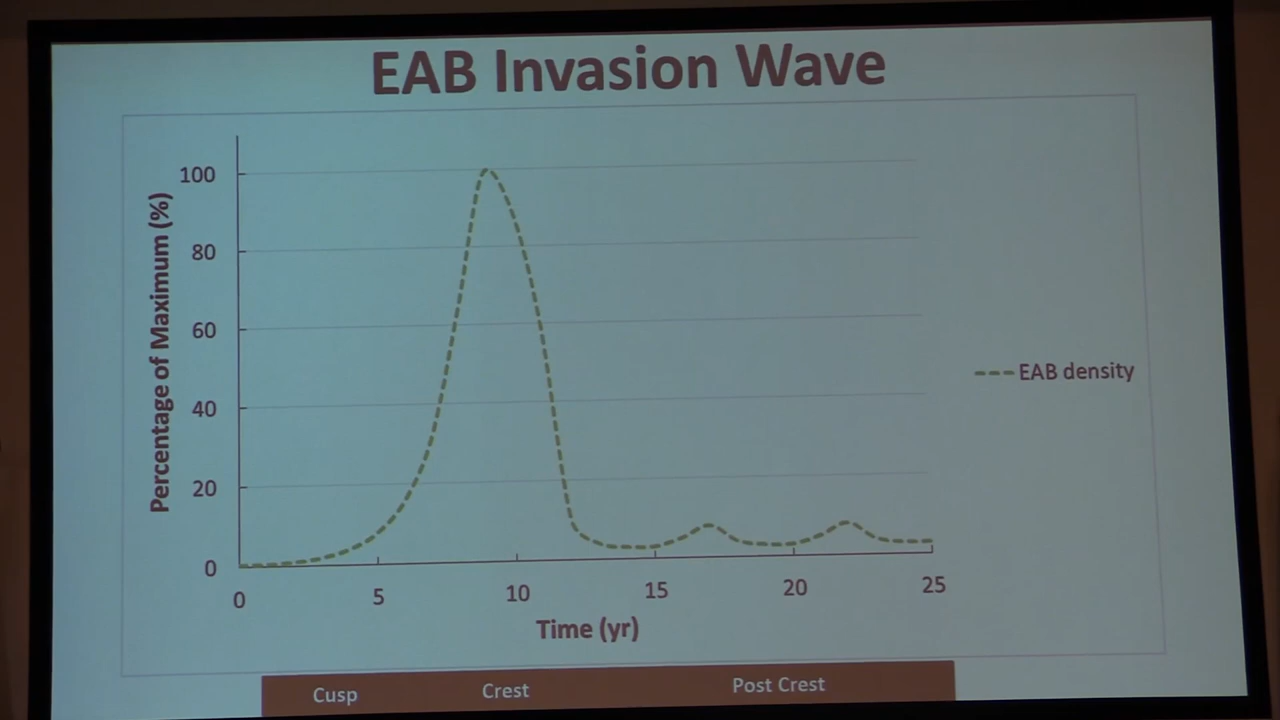 EAB Invasion Wave
Percentage of Maximum (%)
100
80
60
40
20
0
0 5 10 15 20 25
Time (yr)
EAB density
Cusp Crest Post Crest